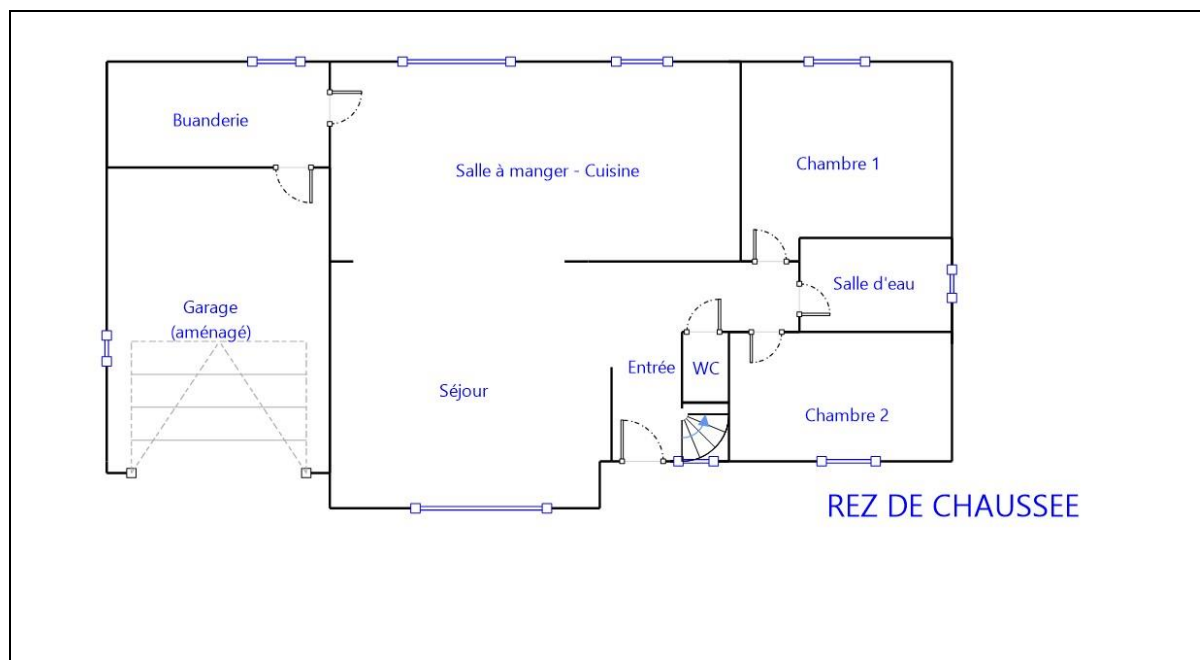 Buanderie
Salle à manger - Cuisine
Chambre 1
Salle d'eau
Garage
(aménagé)
Entrée
WC
Séjour
Chambre 2
REZ DE CHAUSSEE